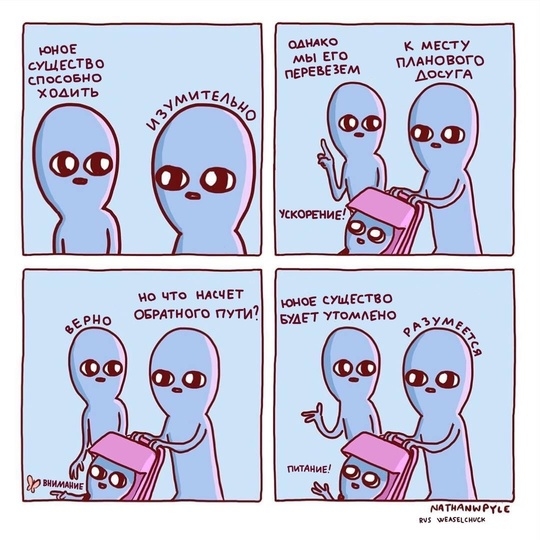 ЮНОЕ
СУЩЕСТВО
СПОСОБНО
ХОДИТЬ
ИЗУМИТЕЛЬНО
ОДНАКО
МЫ ЕГО
ПЕРЕВЕЗЕМ
К МЕСТУ
ПЛАНОВОГО
ДОСУГА
УСКОРЕНИЕ!
ВЕРНО
НО ЧТО НАСЧЕТ
ОБРАТНОГО ПУТИ?
ВНИМАНИЕ
ЮНОЕ СУЩЕСТВО
БУДЕТ УТОМЛЕНО
РАЗУМЕЕТСЯ
ПИТАНИЕ!
NATHANWPYLE
RUS WEASELCHUCK